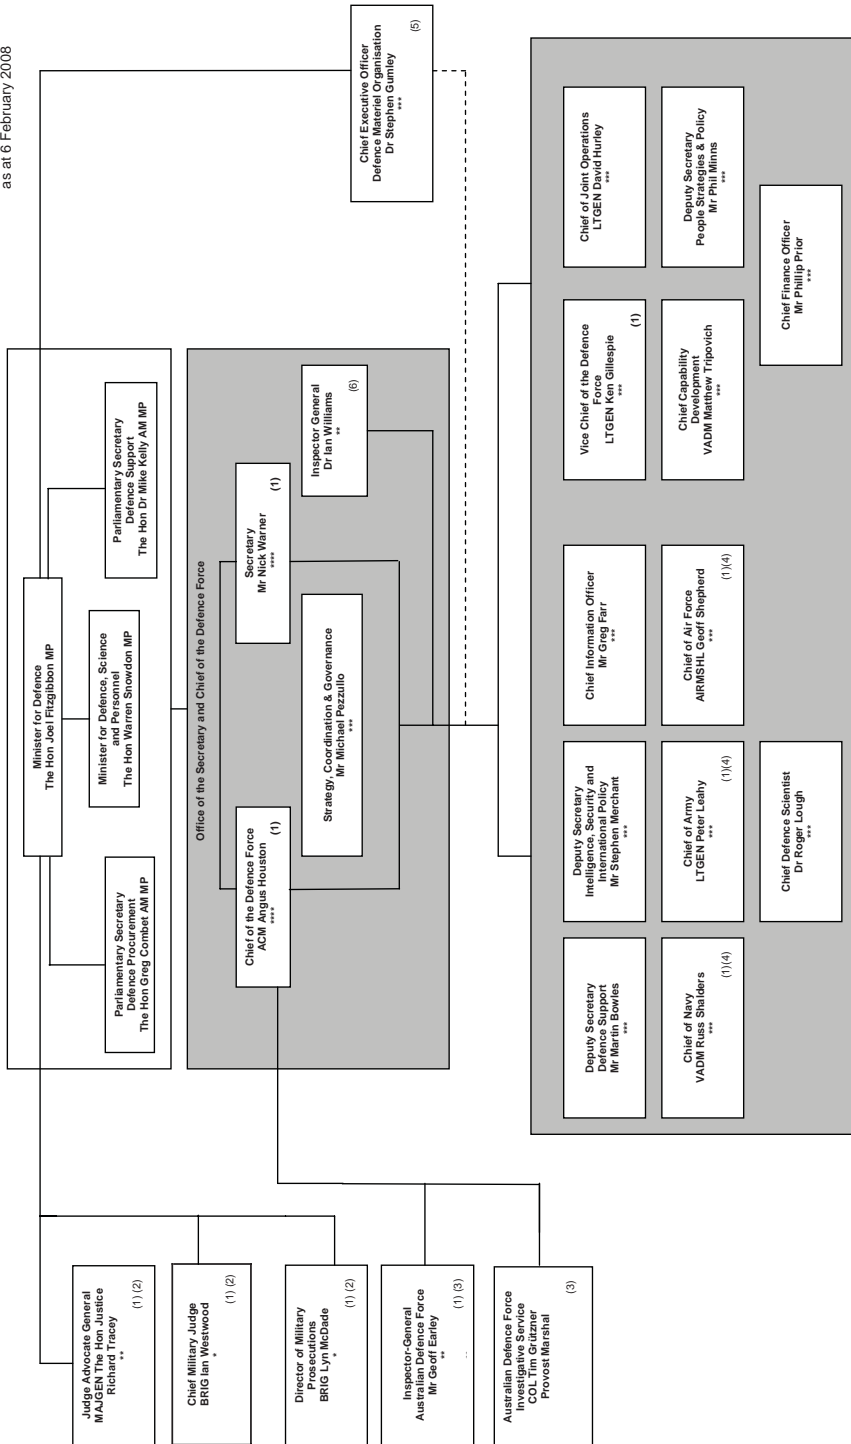 as at 6 February 2008
Minister for Defence
The Hon Joel Fitzgibbon MP
Parliamentary Secretary
Defence Procurement
The Hon Greg Combet AM MP
Minister for Defence, Science
and Personnel
The Hon Warren Snowdon MP
Parliamentary Secretary
Defence Support
The Hon Dr Mike Kelly AM MP
Judge Advocate General
MAJGEN The Hon Justice
Richard Tracey
**
(1) (2)
Chief Military Judge
BRIG Ian Westwood
*
(1) (2)
Director of Military
Prosecutions
BRIG Lyn McDade
*
(1) (2)
Inspector-General
Australian Defence Force
Mr Geoff Earley
**
(1) (3)
Australian Defence Force
Investigative Service
COL Tim Grützner
Provost Marshal
(3)
Office of the Secretary and Chief of the Defence Force
Chief of the Defence Force
ACM Angus Houston
****
(1)
Secretary
Mr Nick Warner
****
(1)
Strategy, Coordination & Governance
Mr Michael Pezzullo
***
Inspector General
Dr Ian Williams
**
(6)
Chief Executive Officer
Defence Materiel Organisation
Dr Stephen Gumley
***
(5)
Deputy Secretary
Defence Support
Mr Martin Bowles
***
Deputy Secretary
Intelligence, Security and
International Policy
Mr Stephen Merchant
***
Chief Information Officer
Mr Greg Farr
***
Vice Chief of the Defence
Force
LTGEN Ken Gillespie
***
(1)
Chief of Joint Operations
LTGEN David Hurley
***
Chief of Navy
VADM Russ Shalders
***
(1)(4)
Chief of Army
LTGEN Peter Leahy
***
(1)(4)
Chief of Air Force
AIRMSHL Geoff Shepherd
***
(1)(4)
Chief Capability
Development
VADM Matthew Tripovich
***
Deputy Secretary
People Strategies & Policy
Mr Phil Minns
***
Chief Defence Scientist
Dr Roger Lough
***
Chief Finance Officer
Mr Phillip Prior
***